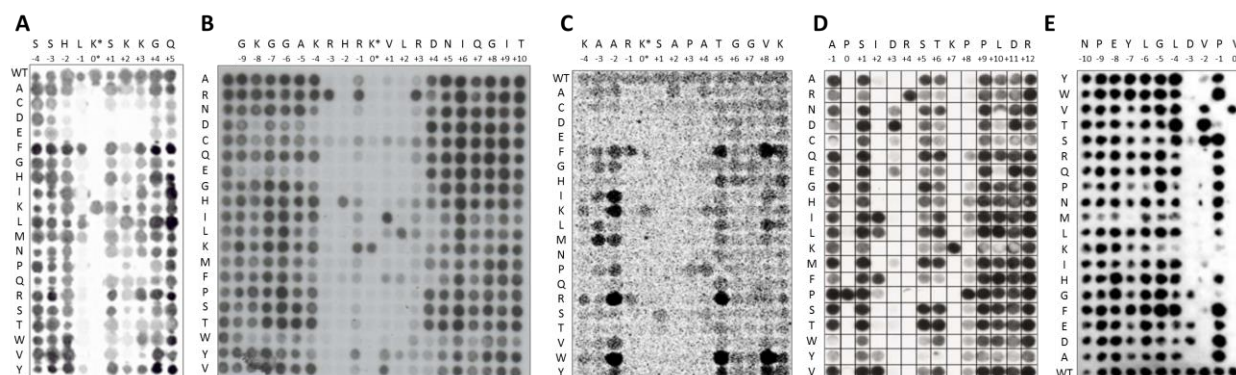 A
S S H L K* S K K G Q
-4 -3 -2 -1 0* +1 +2 +3 +4 +5
WT
A
C
D
E
F
G
H
I
K
L
M
N
P
Q
R
S
T
W
V
Y
B
G K G G A K R H R K* V L R D N I Q G I T
-9 -8 -7 -6 -5 -4 -3 -2 -1 0* +1 +2 +3 +4 +5 +6 +7 +8 +9 +10
A
R
N
D
C
Q
E
G
H
I
L
K
M
F
P
S
T
W
Y
V
C
K A A R K* S A P A T G G V K
-4 -3 -2 -1 0* +1 +2 +3 +4 +5 +6 +7 +8 +9
WT
A
C
D
E
F
G
H
I
K
L
M
N
P
Q
R
S
T
W
Y
D
A P S I D R S T K P P L D R
-1 0 +1 +2 +3 +4 +5 +6 +7 +8 +9 +10 +11 +12
A
R
N
D
C
Q
E
G
H
I
L
K
M
F
P
S
T
W
Y
V
E
N P E Y L G L D V P V
-10 -9 -8 -7 -6 -5 -4 -3 -2 -1 0
Y
W
V
T
S
R
Q
P
N
M
L
K
I
H
G
F
E
D
A
WT